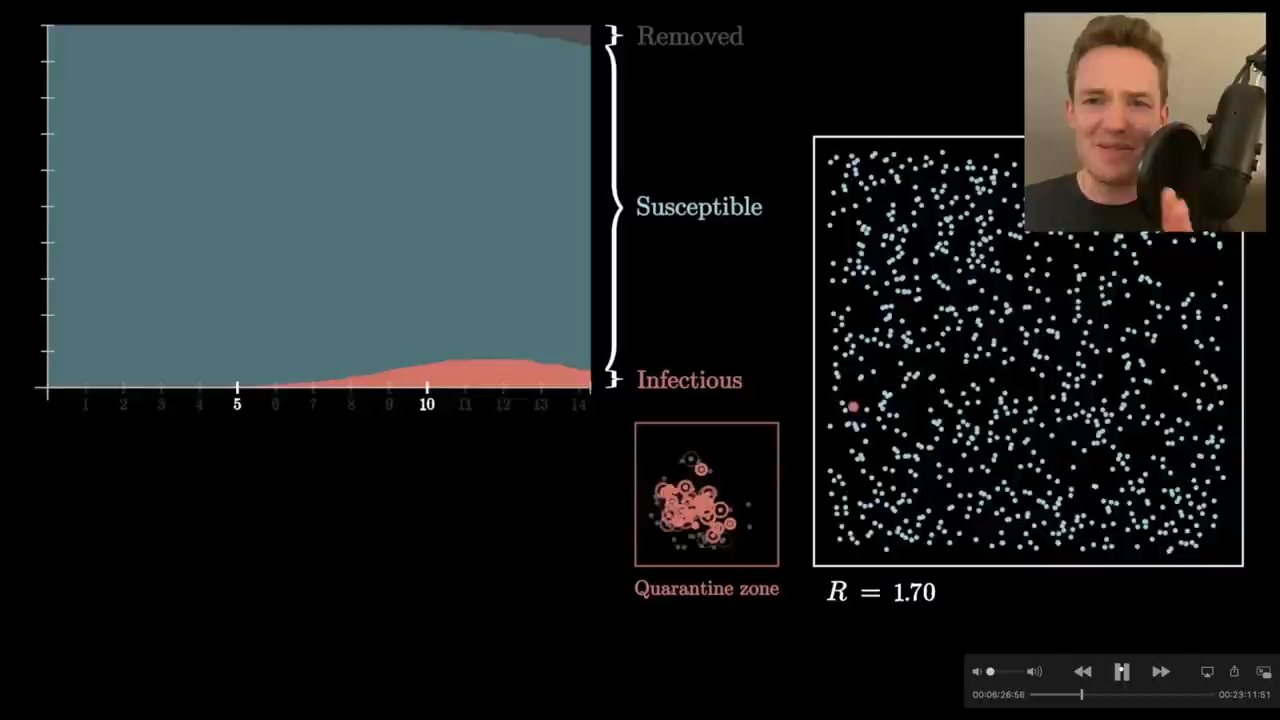 Removed
Susceptible
Infectious
1 2 3 4 5 6 7 8 9 10 11 12 13 14
Quarantine zone
R = 1.70
00:06:26:56 00:23:11:51